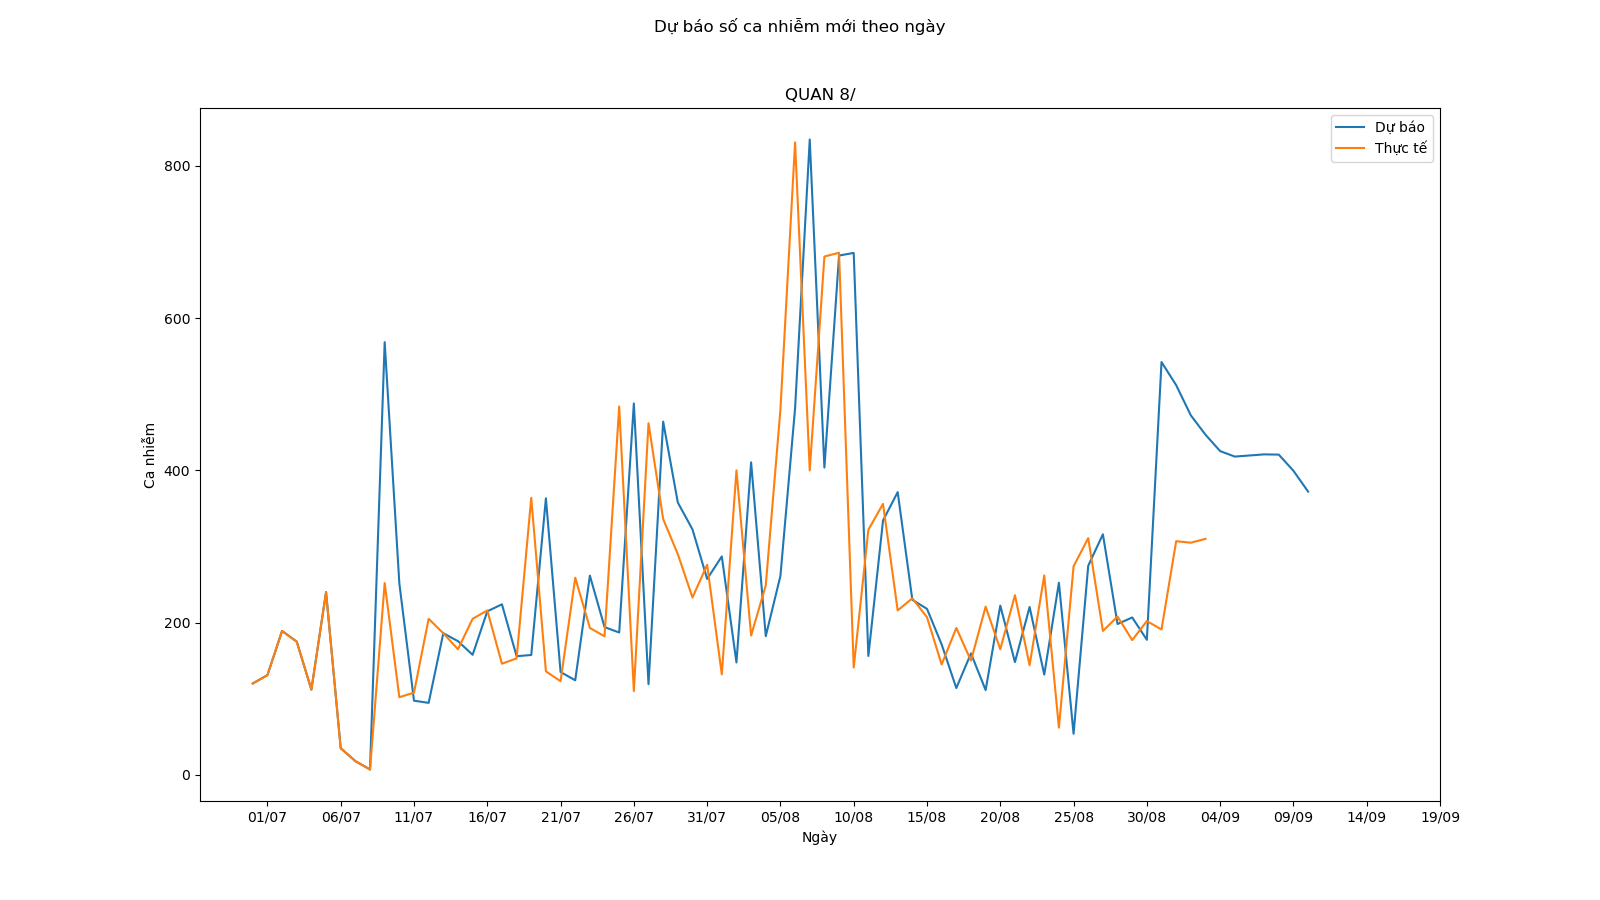 Dự báo số ca nhiễm mới theo ngày
QUAN 8/
Dự báo
Thực tế
800
600
400
200
0
Ca nhiễm
01/07 06/07 11/07 16/07 21/07 26/07 31/07 05/08 10/08 15/08 20/08 25/08 30/08 04/09 09/09 14/09 19/09
Ngày